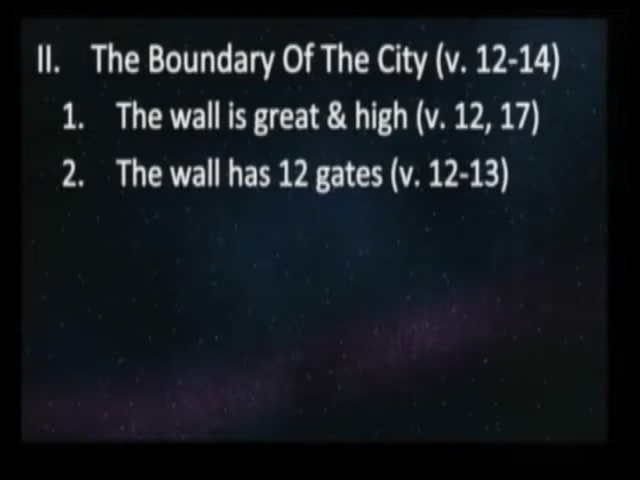 II. The Boundary Of The City (v. 12-14)
1. The wall is great & high (v. 12, 17)
2. The wall has 12 gates (v. 12-13)